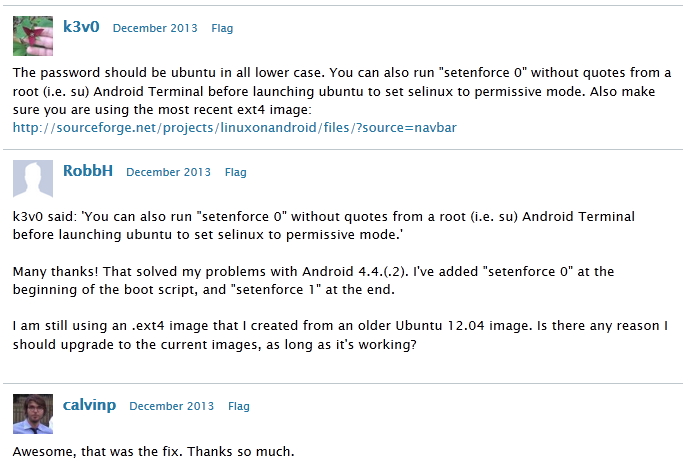 k3v0 December 2013 Flag
The password should be ubuntu in all lower case. You can also run "setenforce 0" without quotes from a
root (i.e. su) Android Terminal before launching ubuntu to set selinux to permissive mode. Also make
sure you are using the most recent ext4 image:
http://sourceforge.net/projects/linuxonandroid/files/?source=navbar
RobbH December 2013 Flag
k3v0 said: 'You can also run "setenforce 0" without quotes from a root (i.e. su) Android Terminal
before launching ubuntu to set selinux to permissive mode.'
Many thanks! That solved my problems with Android 4.4.(.2). I've added "setenforce 0" at the
beginning of the boot script, and "setenforce 1" at the end.
I am still using an .ext4 image that I created from an older Ubuntu 12.04 image. Is there any reason I
should upgrade to the current images, as long as it's working?
calvinp December 2013 Flag
Awesome, that was the fix. Thanks so much.